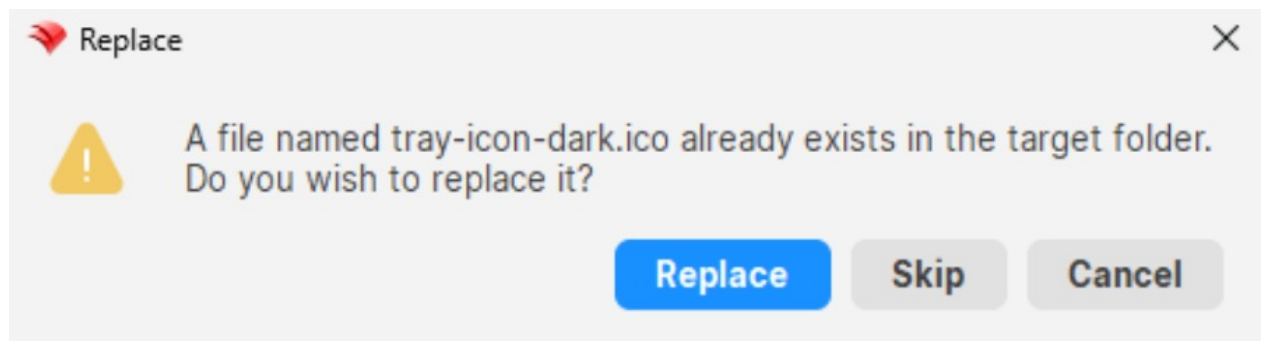 Replace
A file named tray-icon-dark.ico already exists in the target folder.
Do you wish to replace it?
Replace
Skip
Cancel